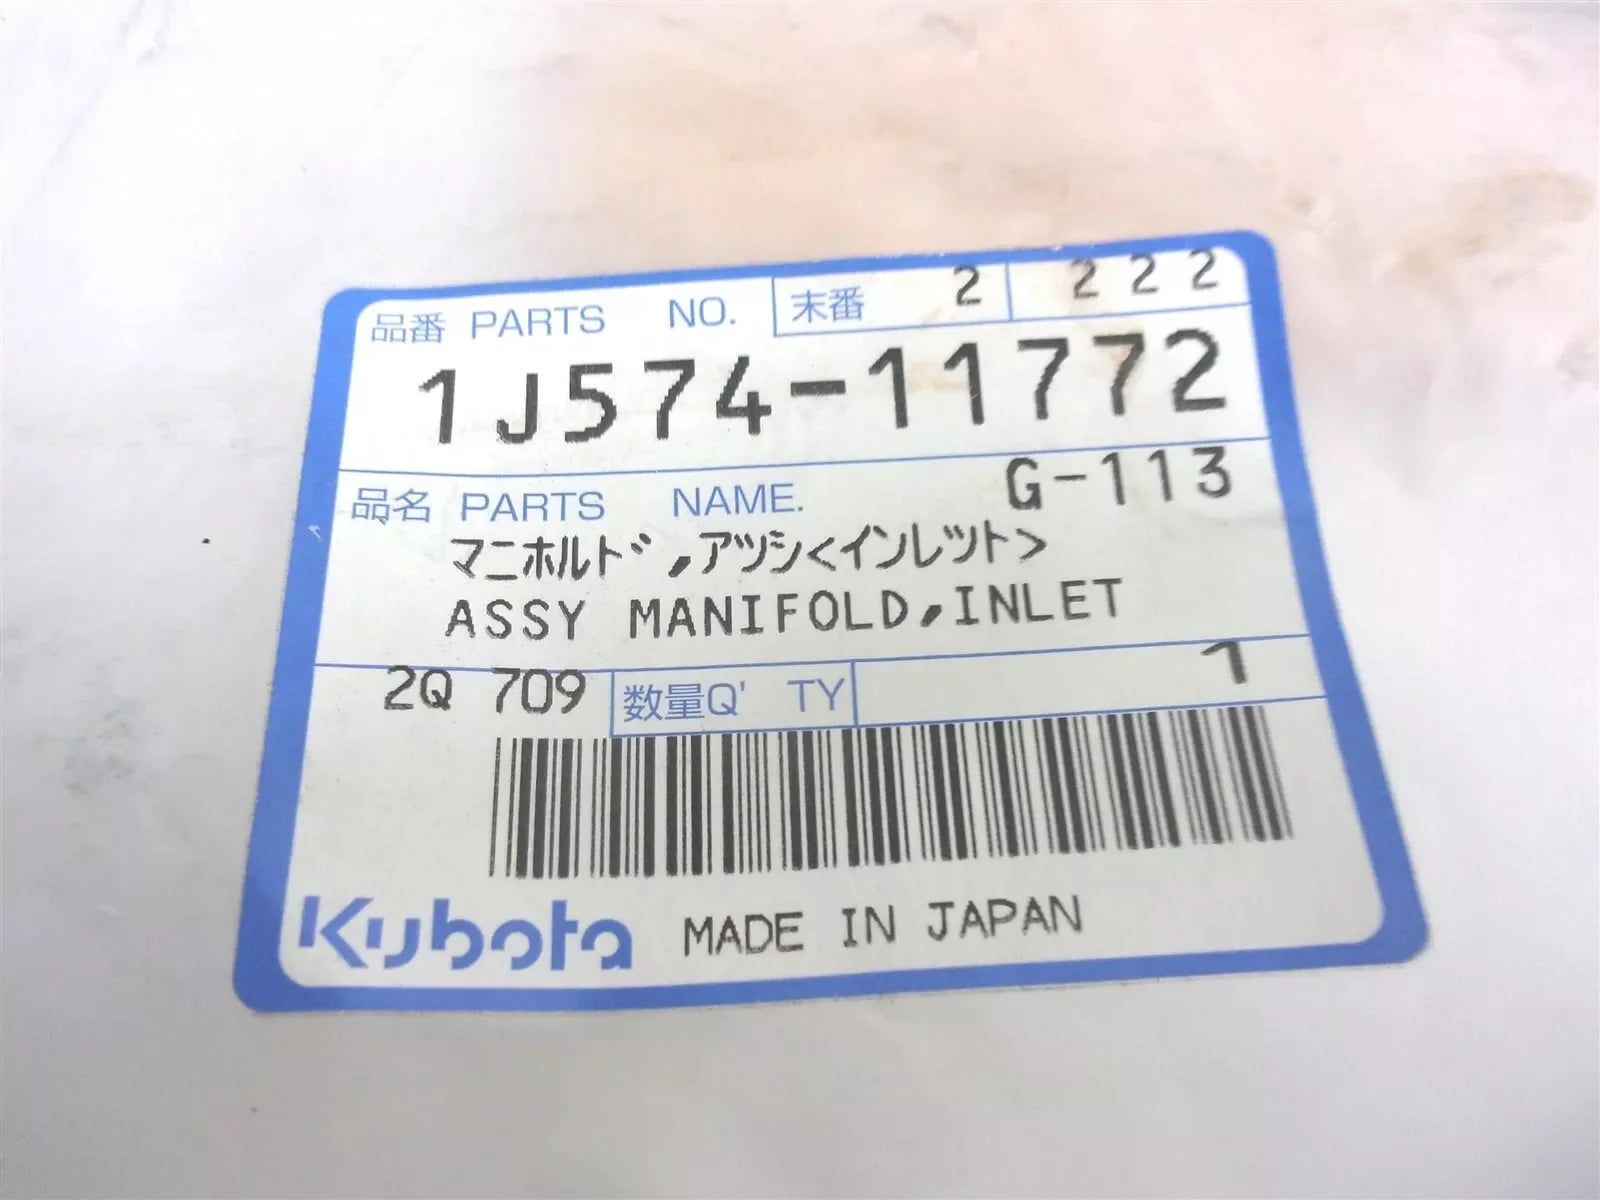 品番 PARTS NO. 末番 2 222
1J574-11772
品名 PARTS NAME. G-113
マニホルド,アツシ<インレツト>
ASSY MANIFOLD,INLET
2Q 709 数量Q'TY 1
Kubota MADE IN JAPAN